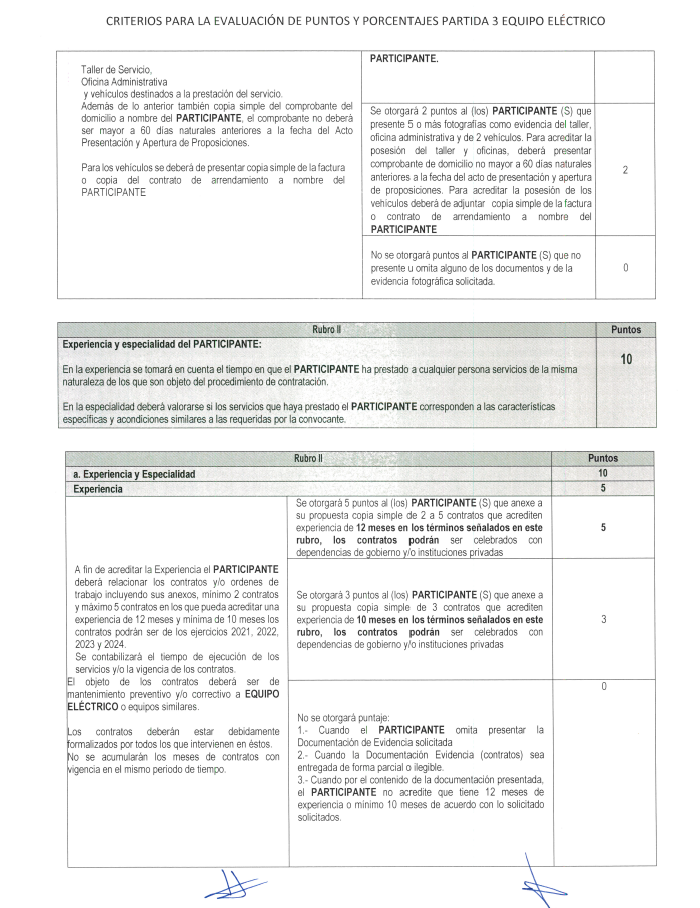 CRITERIOS PARA LA EVALUACIÓN DE PUNTOS Y PORCENTAJES PARTIDA 3 EQUIPO ELÉCTRICO
Taller de Servicio,
Oficina Administrativa
y vehículos destinados a la prestación del servicio.
Además de lo anterior también copia simple del comprobante del
domicilio a nombre del PARTICIPANTE, el comprobante no deberá
ser mayor a 60 días naturales anteriores a la fecha del Acto
Presentación y Apertura de Proposiciones.
Para los vehículos se deberá de presentar copia simple de la factura
o copia del contrato de arrendamiento a nombre del
PARTICIPANTE
PARTICIPANTE.
Se otorgará 2 puntos al (los) PARTICIPANTE (S) que
presente 5 o más fotografías como evidencia del taller,
oficina administrativa y de 2 vehículos. Para acreditar la
posesión del taller y oficinas, deberá presentar
comprobante de domicilio no mayor a 60 días naturales
anteriores a la fecha del acto de presentación y apertura
de proposiciones. Para acreditar la posesión de los
vehículos deberá de adjuntar copia simple de la factura
o contrato de arrendamiento a nombre del
PARTICIPANTE
2
No se otorgará puntos al PARTICIPANTE (S) que no
presente u omita alguno de los documentos y de la
evidencia fotográfica solicitada.
0
Rubro II Puntos
Experiencia y especialidad del PARTICIPANTE:
10
En la experiencia se tomará en cuenta el tiempo en que el PARTICIPANTE ha prestado a cualquier persona servicios de la misma
naturaleza de los que son objeto del procedimiento de contratación.
En la especialidad deberá valorarse si los servicios que haya prestado el PARTICIPANTE corresponden a las características
específicas y acondiciones similares a las requeridas por la convocante.
Rubro II Puntos
a. Experiencia y Especialidad 10
Experiencia 5
A fin de acreditar la Experiencia el PARTICIPANTE
deberá relacionar los contratos y/o ordenes de
trabajo incluyendo sus anexos, mínimo 2 contratos
y máximo 5 contratos en los que pueda acreditar una
experiencia de 12 meses y mínima de 10 meses los
contratos podrán ser de los ejercicios 2021, 2022,
2023 y 2024.
Se contabilizará el tiempo de ejecución de los
servicios y/o la vigencia de los contratos.
El objeto de los contratos deberá ser de
mantenimiento preventivo y/o correctivo a EQUIPO
ELÉCTRICO o equipos similares.
Los contratos deberán estar debidamente
formalizados por todos los que intervienen en éstos.
No se acumularán los meses de contratos con
vigencia en el mismo periodo de tiempo.
Se otorgará 5 puntos al (los) PARTICIPANTE (S) que anexe a
su propuesta copia simple de 2 a 5 contratos que acrediten
experiencia de 12 meses en los términos señalados en este
rubro, los contratos podrán ser celebrados con
dependencias de gobierno y/o instituciones privadas
5
Se otorgará 3 puntos al (los) PARTICIPANTE (S) que anexe a
su propuesta copia simple de 3 contratos que acrediten
experiencia de 10 meses en los términos señalados en este
rubro, los contratos podrán ser celebrados con
dependencias de gobierno y/o instituciones privadas
3
0
No se otorgará puntaje:
1.- Cuando el PARTICIPANTE omita presentar la
Documentación de Evidencia solicitada
2.- Cuando la Documentación Evidencia (contratos) sea
entregada de forma parcial o ilegible.
3.- Cuando por el contenido de la documentación presentada,
el PARTICIPANTE no acredite que tiene 12 meses de
experiencia o mínimo 10 meses de acuerdo con lo solicitado
solicitados.